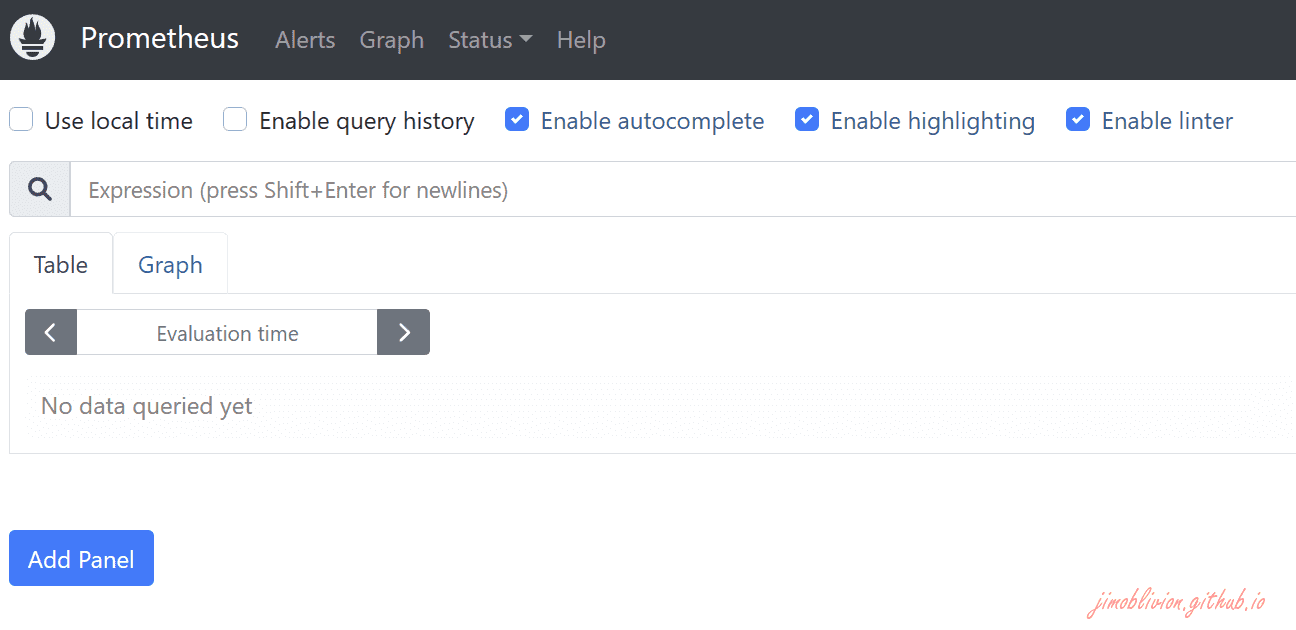 Prometheus Alerts Graph Status Help
Use local time Enable query history Enable autocomplete Enable highlighting Enable linter
Expression (press Shift+Enter for newlines)
Table Graph
Evaluation time
No data queried yet
Add Panel
jimoblivion.github.io